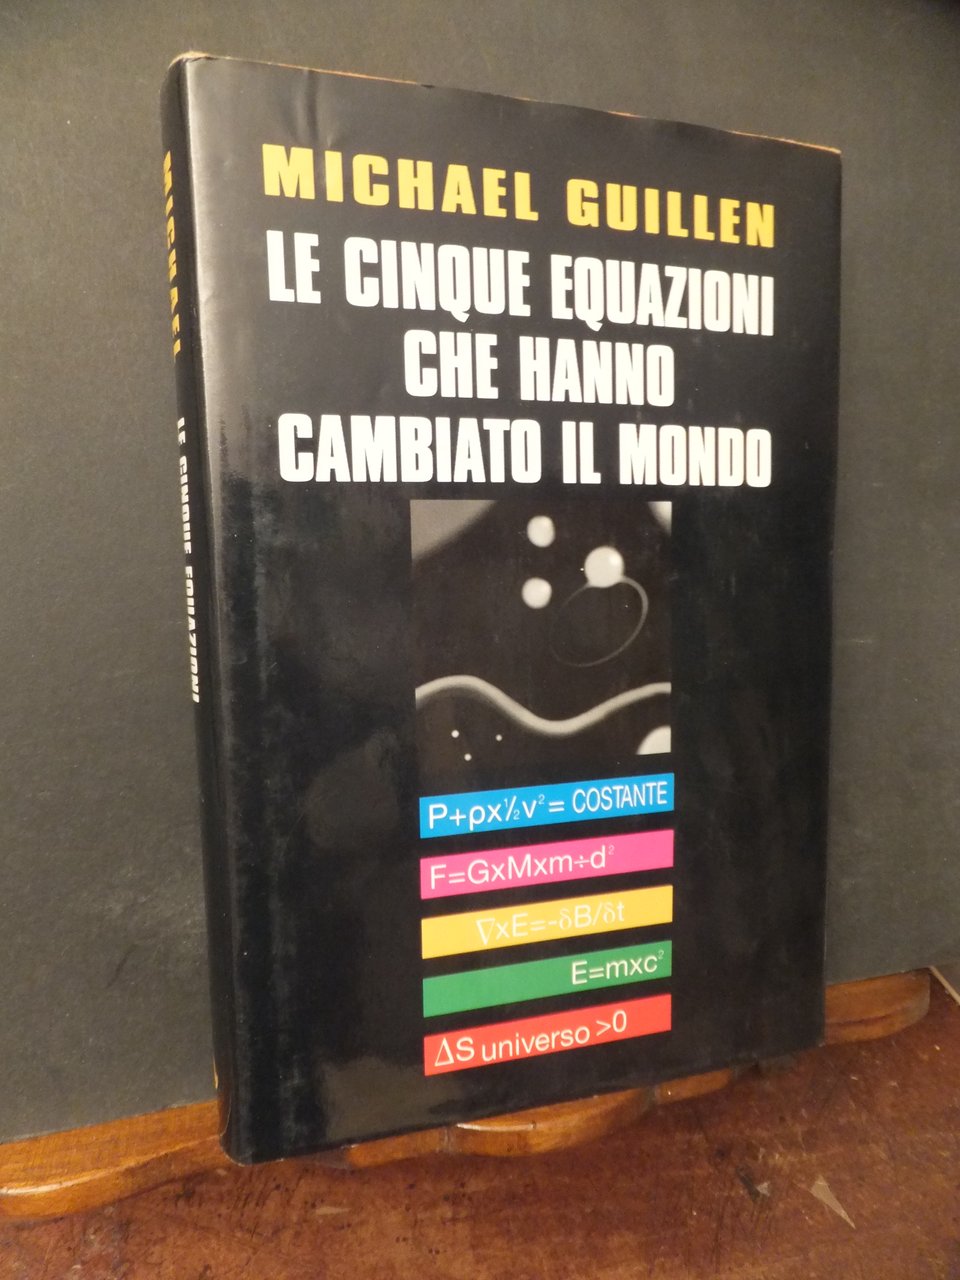 MICHAEL GUILLEN
LE CINQUE EQUAZIONI
CHE HANNO
CAMBIATO IL MONDO
P+ρx½v²= COSTANTE
F=GxMxm÷d²
∇xE=-δB/δt
E=mxc²
ΔS universo >0
MICHAEL
LE CINQUE EQUAZIONI